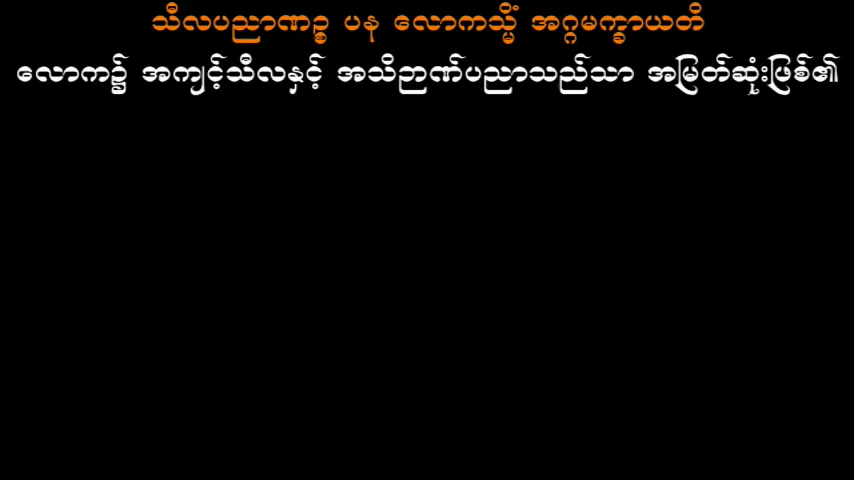 သီလပညာဏဉ္စ ပန လောကသ္မိံ အဂ္ဂမက္ခာယတိ
လောက၌ အကျင့်သီလနှင့် အသိဉာဏ်ပညာသည်သာ အမြတ်ဆုံးဖြစ်၏